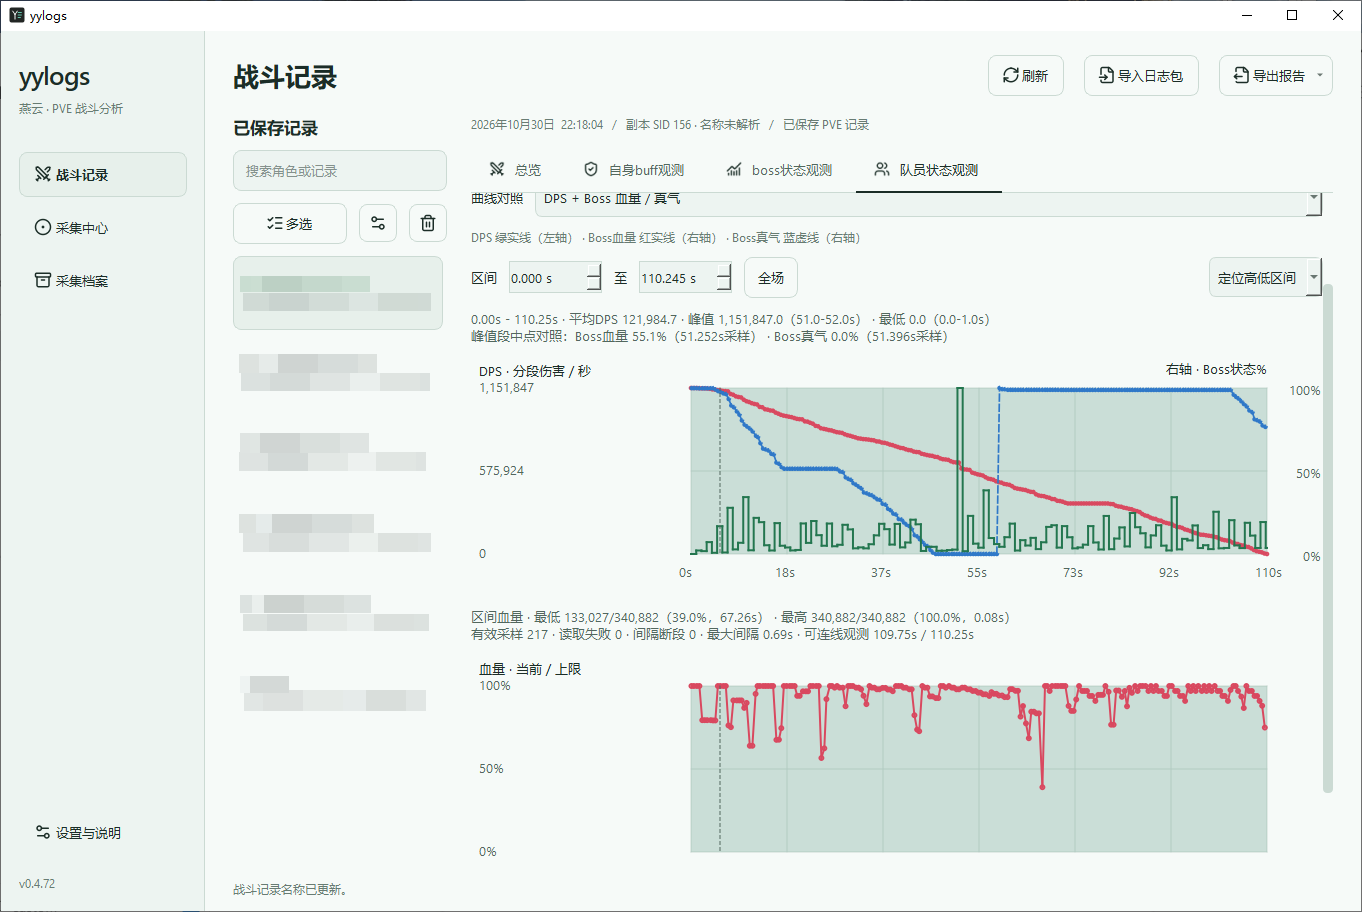 yylogs
yylogs
燕云 · PVE 战斗分析
战斗记录
采集中心
采集档案
设置与说明
v0.4.72
战斗记录
刷新
导入日志包
导出报告
已保存记录
搜索角色或记录
多选
2026年10月30日 22:18:04 / 副本 SID 156 · 名称未解析 / 已保存 PVE 记录
总览
自身buff观测
boss状态观测
队员状态观测
曲线对照
DPS + Boss 血量 / 真气
DPS 绿实线（左轴） · Boss血量 红实线（右轴） · Boss真气 蓝虚线（右轴）
区间
0.000 s
至
110.245 s
全场
定位高低区间
0.00s - 110.25s · 平均DPS 121,984.7 · 峰值 1,151,847.0（51.0-52.0s） · 最低 0.0（0.0-1.0s）
峰值段中点对照：Boss血量 55.1%（51.252s采样） · Boss真气 0.0%（51.396s采样）
DPS · 分段伤害 / 秒
右轴 · Boss状态%
1,151,847
100%
575,924
50%
0
0%
0s 18s 37s 55s 73s 92s 110s
区间血量 · 最低 133,027/340,882（39.0%，67.26s） · 最高 340,882/340,882（100.0%，0.08s）
有效采样 217 · 读取失败 0 · 间隔断段 0 · 最大间隔 0.69s · 可连线观测 109.75s / 110.25s
血量 · 当前 / 上限
100%
50%
0%
战斗记录名称已更新。